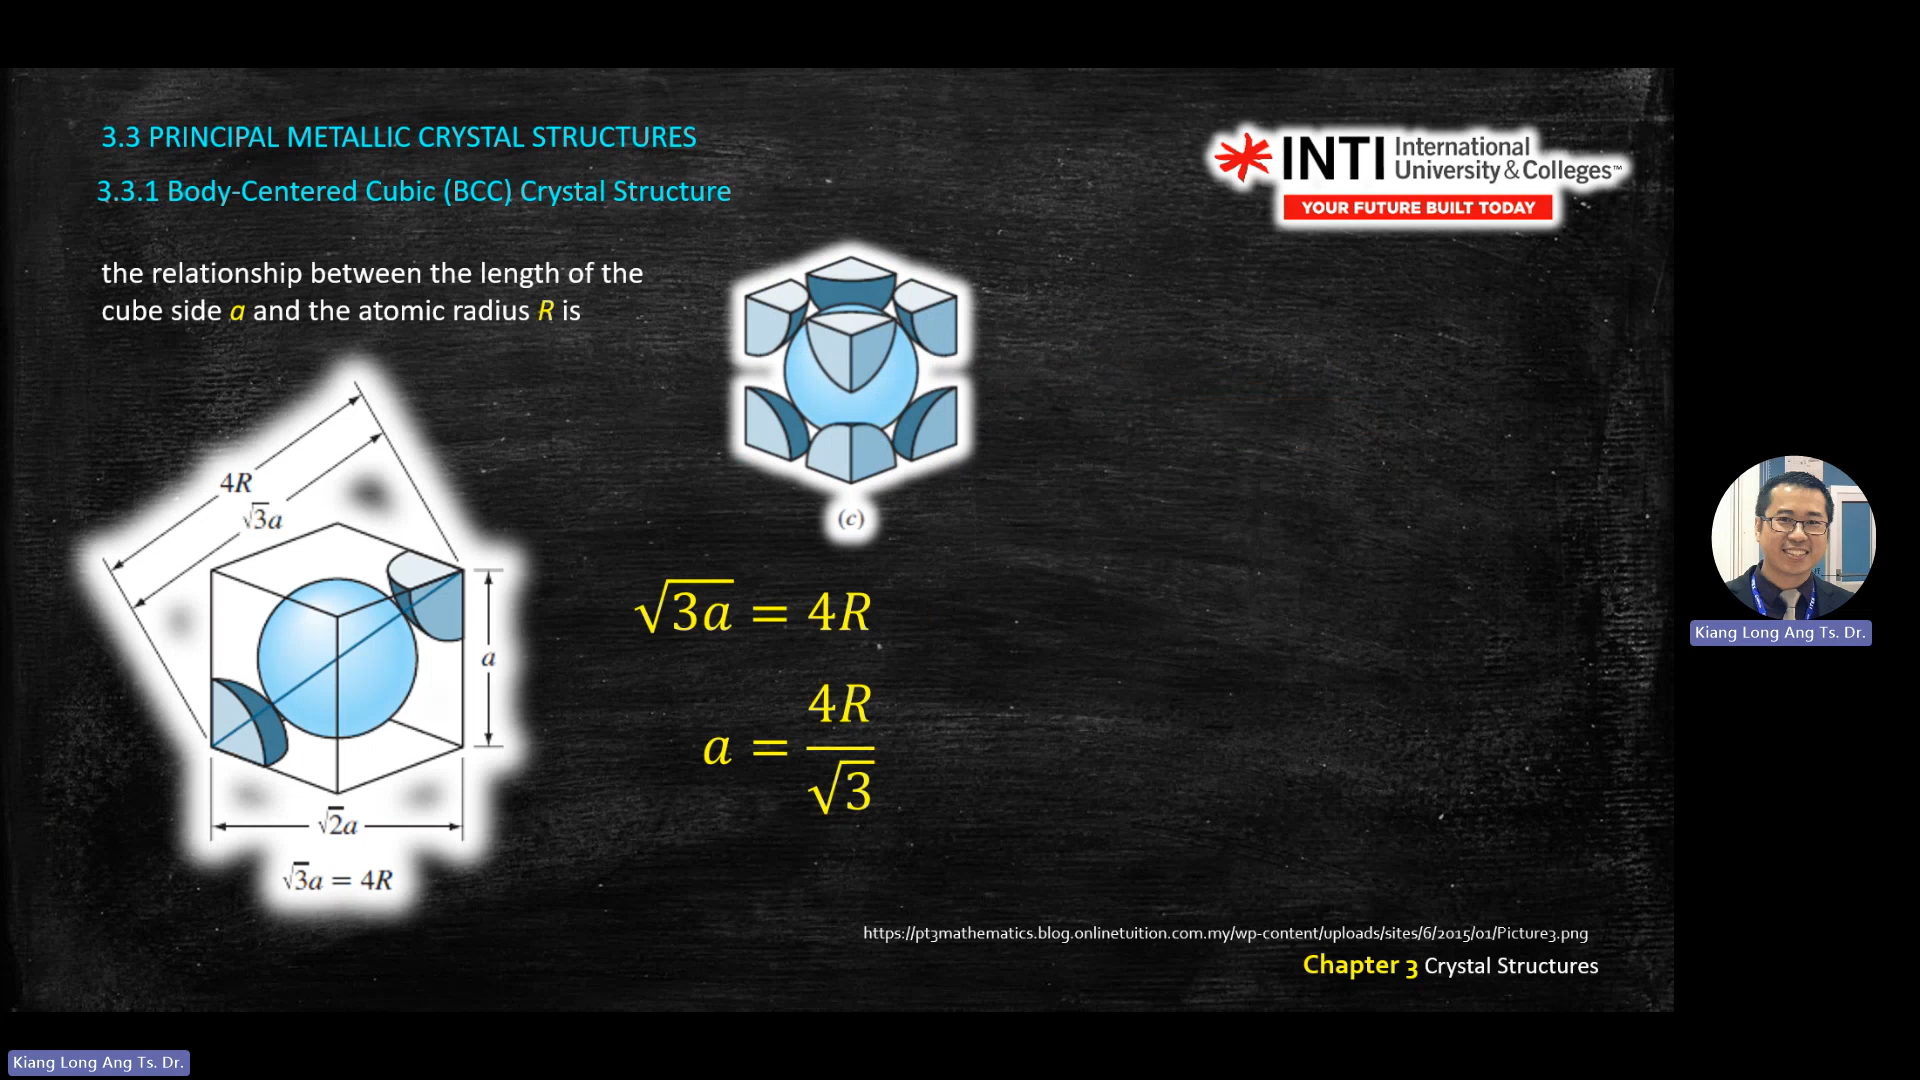 3.3 PRINCIPAL METALLIC CRYSTAL STRUCTURES
3.3.1 Body-Centered Cubic (BCC) Crystal Structure
INTI International
University & Colleges™
YOUR FUTURE BUILT TODAY
the relationship between the length of the
cube side a and the atomic radius R is
4R
√3a
a
√2a
√3a = 4R
(c)
√3a = 4R
a = 4R/√3
https://pt3mathematics.blog.onlinetuition.com.my/wp-content/uploads/sites/6/2015/01/Picture3.png
Chapter 3 Crystal Structures
Kiang Long Ang Ts. Dr.
Kiang Long Ang Ts. Dr.